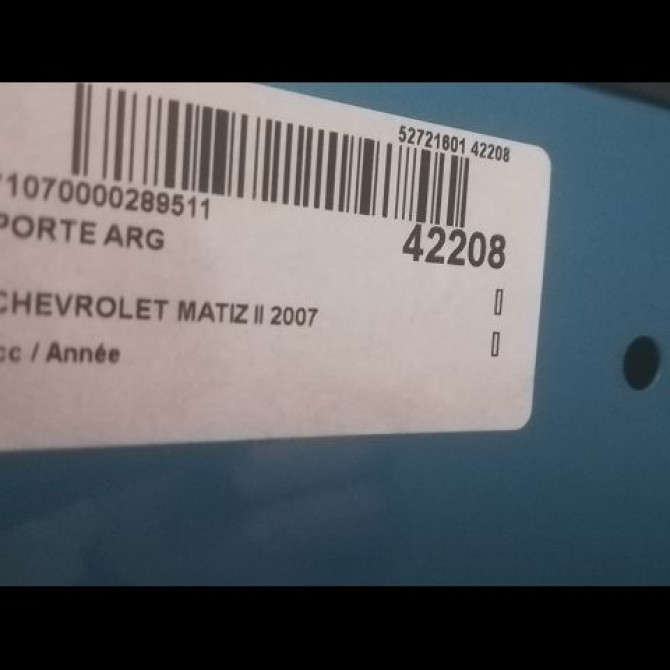 52721601 42208
71070000289511
PORTE ARG
42208
CHEVROLET MATIZ II 2007
cc / Année